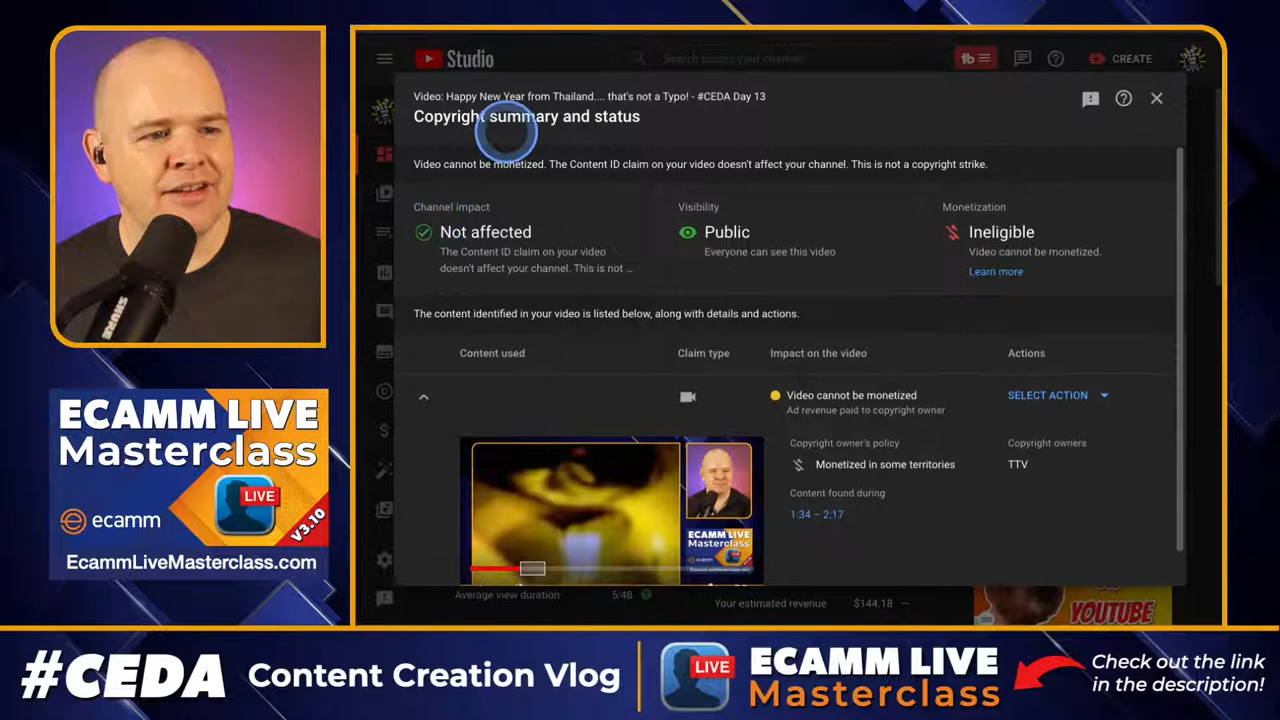 Studio
Search across your channel
CREATE
Video: Happy New Year from Thailand.... that's not a Typo! - #CEDA Day 13
Copyright summary and status
Video cannot be monetized. The Content ID claim on your video doesn't affect your channel. This is not a copyright strike.
Channel impact
Visibility
Monetization
Not affected
Public
Ineligible
The Content ID claim on your video
doesn't affect your channel. This is not ...
Everyone can see this video
Video cannot be monetized.
Learn more
The content identified in your video is listed below, along with details and actions.
Content used
Claim type
Impact on the video
Actions
Video cannot be monetized
Ad revenue paid to copyright owner
SELECT ACTION
Copyright owner's policy
Copyright owners
Monetized in some territories
TTV
Content found during
1:34 – 2:17
ECAMM LIVE
Masterclass
Average view duration
5:48
Your estimated revenue
$144.18
YOUTUBE
SHURE
ECAMM LIVE
Masterclass
LIVE
ecamm
V3.10
EcammLiveMasterclass.com
#CEDA
Content Creation Vlog
LIVE
ECAMM LIVE
Masterclass
Check out the link
in the description!